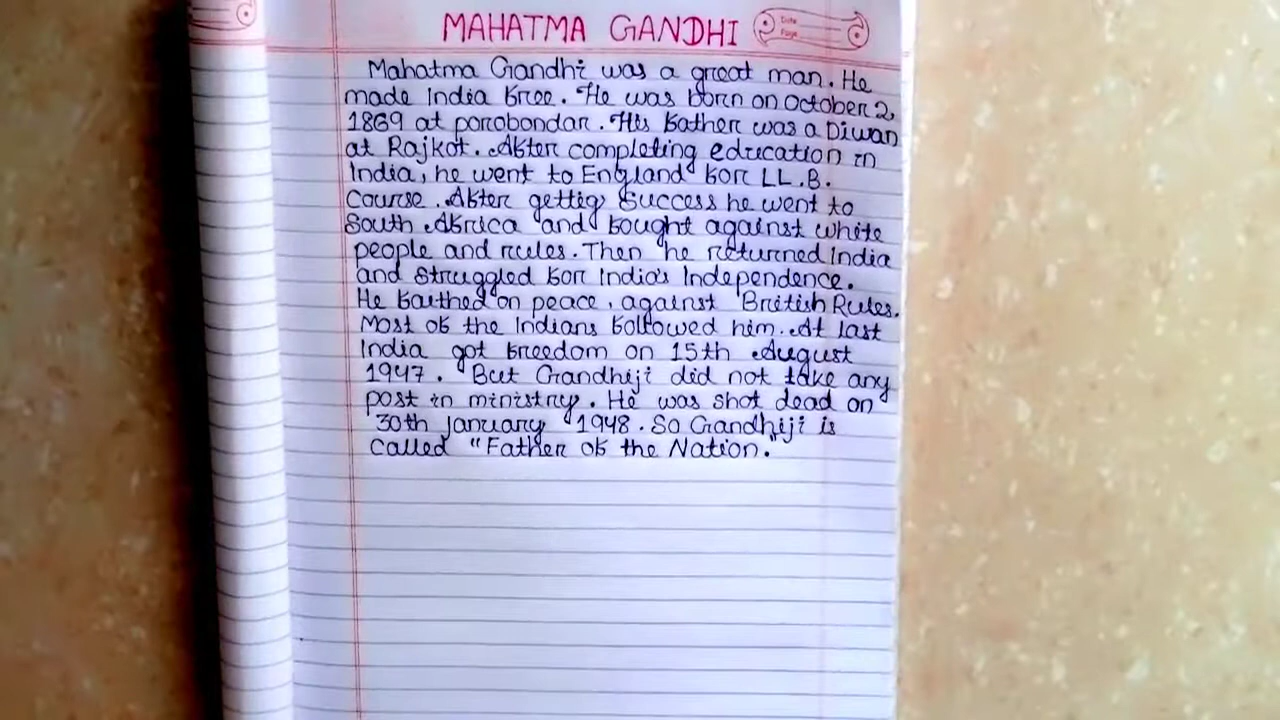 MAHATMA GANDHI
Date
Page
Mahatma Gandhi was a great man. He
made India free. He was born on October 2,
1869 at porobondar. His father was a Diwan
at Rajkot. After completing education in
India, he went to England for LL.B.
Course. After gettig success he went to
South Africa and fought against white
people and rules. Then he returned India
and struggled for India's Independence.
He faithed on peace, against British Rules.
Most of the Indians followed him. At last
India got freedom on 15th August
1947. But Gandhiji did not take any
post in ministry. He was shot dead on
30th January 1948. So Gandhiji is
called "Father of the Nation."